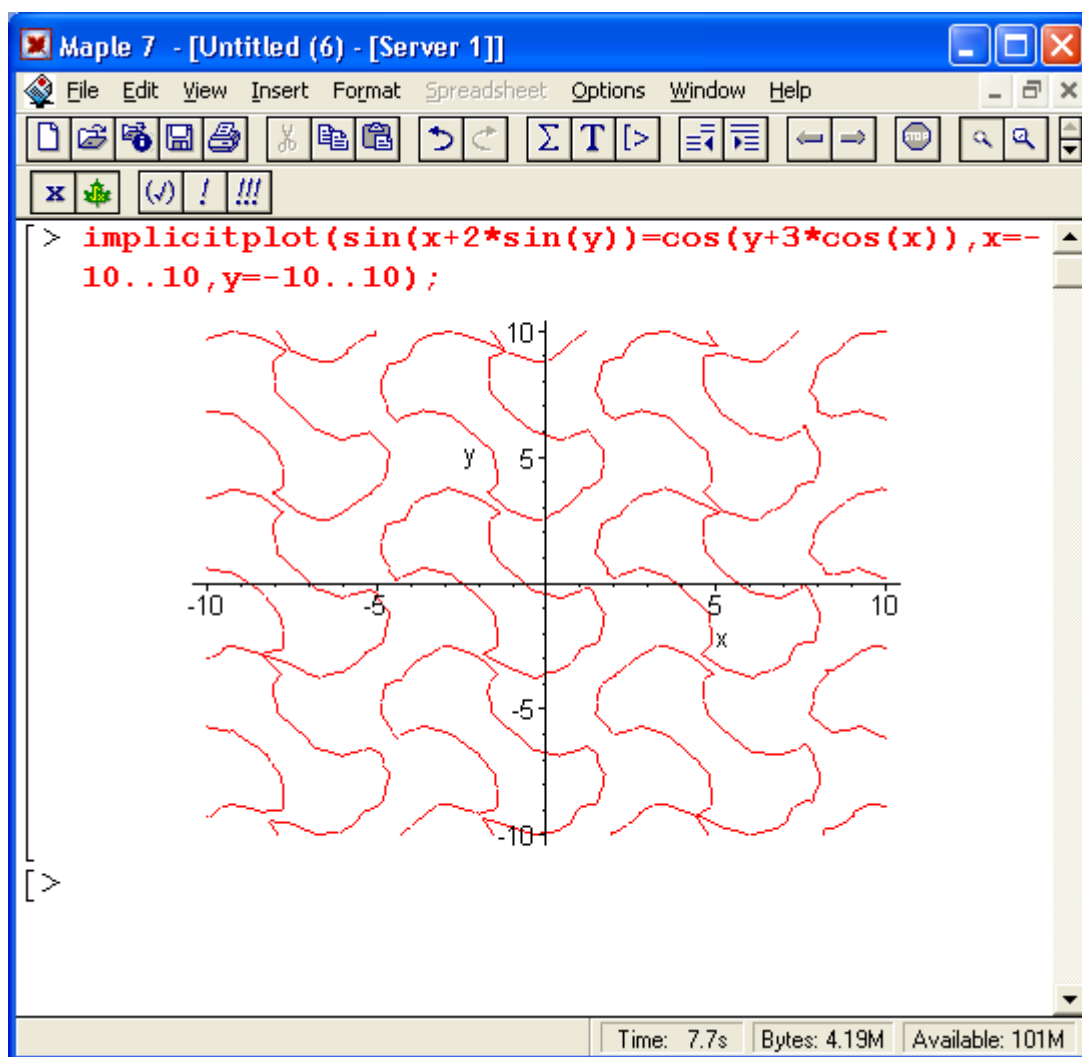 Maple 7 - [Untitled (6) - [Server 1]]
File Edit View Insert Format Spreadsheet Options Window Help
Σ T [>
STOP
x (√) ! !!!
[ > implicitplot(sin(x+2*sin(y))=cos(y+3*cos(x)),x=-
10..10,y=-10..10);
10
y 5
-10 -5 5 10
x
-5
-10
[ >
Time: 7.7s Bytes: 4.19M Available: 101M